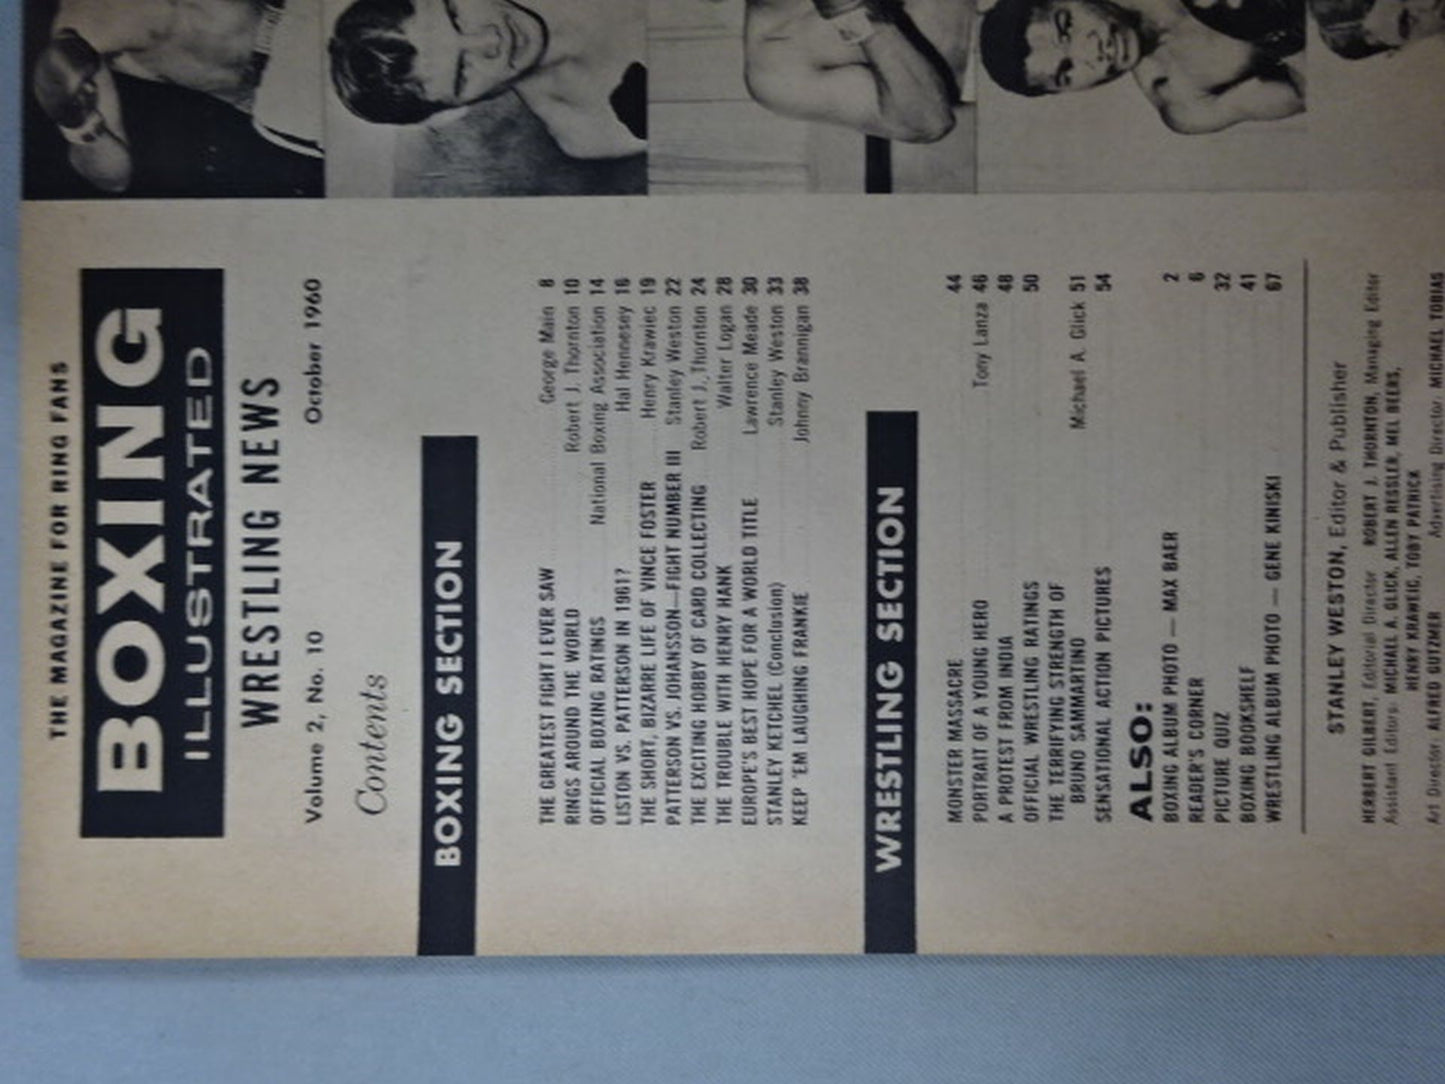 THE MAGAZINE FOR RING FANS
BOXING
ILLUSTRATED
WRESTLING NEWS
Volume 2, No. 10 October 1960
Contents
BOXING SECTION
THE GREATEST FIGHT I EVER SAW George Main 8
RINGS AROUND THE WORLD Robert J. Thornton 10
OFFICIAL BOXING RATINGS National Boxing Association 14
LISTON VS. PATTERSON IN 1961? Hal Hennesey 16
THE SHORT, BIZARRE LIFE OF VINCE FOSTER Henry Krawiec 19
PATTERSON VS. JOHANSSON—FIGHT NUMBER III Stanley Weston 22
THE EXCITING HOBBY OF CARD COLLECTING Robert J. Thornton 24
THE TROUBLE WITH HENRY HANK Walter Logan 28
EUROPE'S BEST HOPE FOR A WORLD TITLE Lawrence Meade 30
STANLEY KETCHEL (Conclusion) Stanley Weston 33
KEEP 'EM LAUGHING FRANKIE Johnny Brannigan 38
WRESTLING SECTION
MONSTER MASSACRE 44
PORTRAIT OF A YOUNG HERO Tony Lanza 46
A PROTEST FROM INDIA 48
OFFICIAL WRESTLING RATINGS 50
THE TERRIFYING STRENGTH OF
BRUNO SAMMARTINO Michael A. Glick 51
SENSATIONAL ACTION PICTURES 54
ALSO:
BOXING ALBUM PHOTO — MAX BAER 2
READER'S CORNER 6
PICTURE QUIZ 32
BOXING BOOKSHELF 41
WRESTLING ALBUM PHOTO — GENE KINISKI 67
STANLEY WESTON, Editor & Publisher
HERBERT GILBERT, Editorial Director ROBERT J. THORNTON, Managing Editor
Assistant Editors: MICHAEL A. GLICK, ALLEN RESSLER, MEL BEERS,
HENRY KRAWEIC, TOBY PATRICK
Art Director: ALFRED GUTZMER Advertising Director: MICHAEL TOBIAS